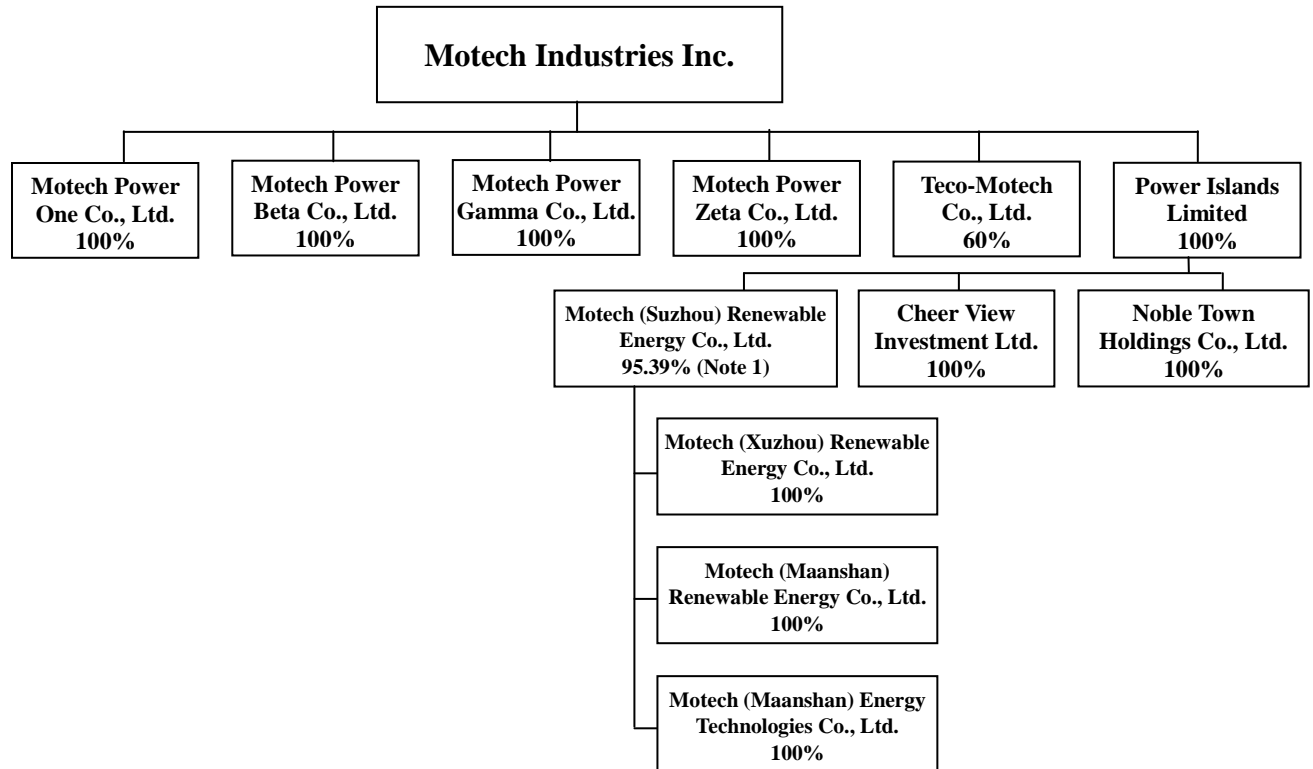 Motech Industries Inc.
Motech Power
One Co., Ltd.
100%
Motech Power
Beta Co., Ltd.
100%
Motech Power
Gamma Co., Ltd.
100%
Motech Power
Zeta Co., Ltd.
100%
Teco-Motech
Co., Ltd.
60%
Power Islands
Limited
100%
Motech (Suzhou) Renewable
Energy Co., Ltd.
95.39% (Note 1)
Cheer View
Investment Ltd.
100%
Noble Town
Holdings Co., Ltd.
100%
Motech (Xuzhou) Renewable
Energy Co., Ltd.
100%
Motech (Maanshan)
Renewable Energy Co., Ltd.
100%
Motech (Maanshan) Energy
Technologies Co., Ltd.
100%